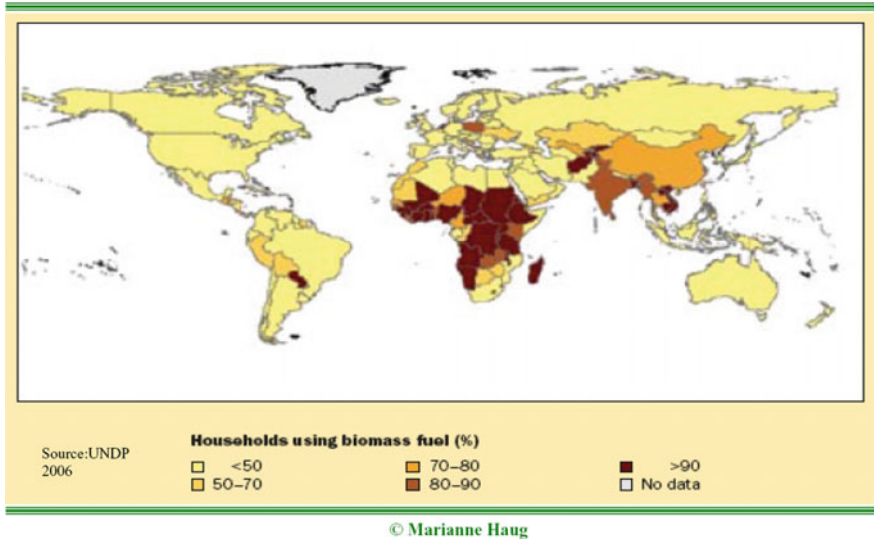 Source:UNDP
2006
Households using biomass fuel (%)
<50
50–70
70–80
80–90
>90
No data
© Marianne Haug